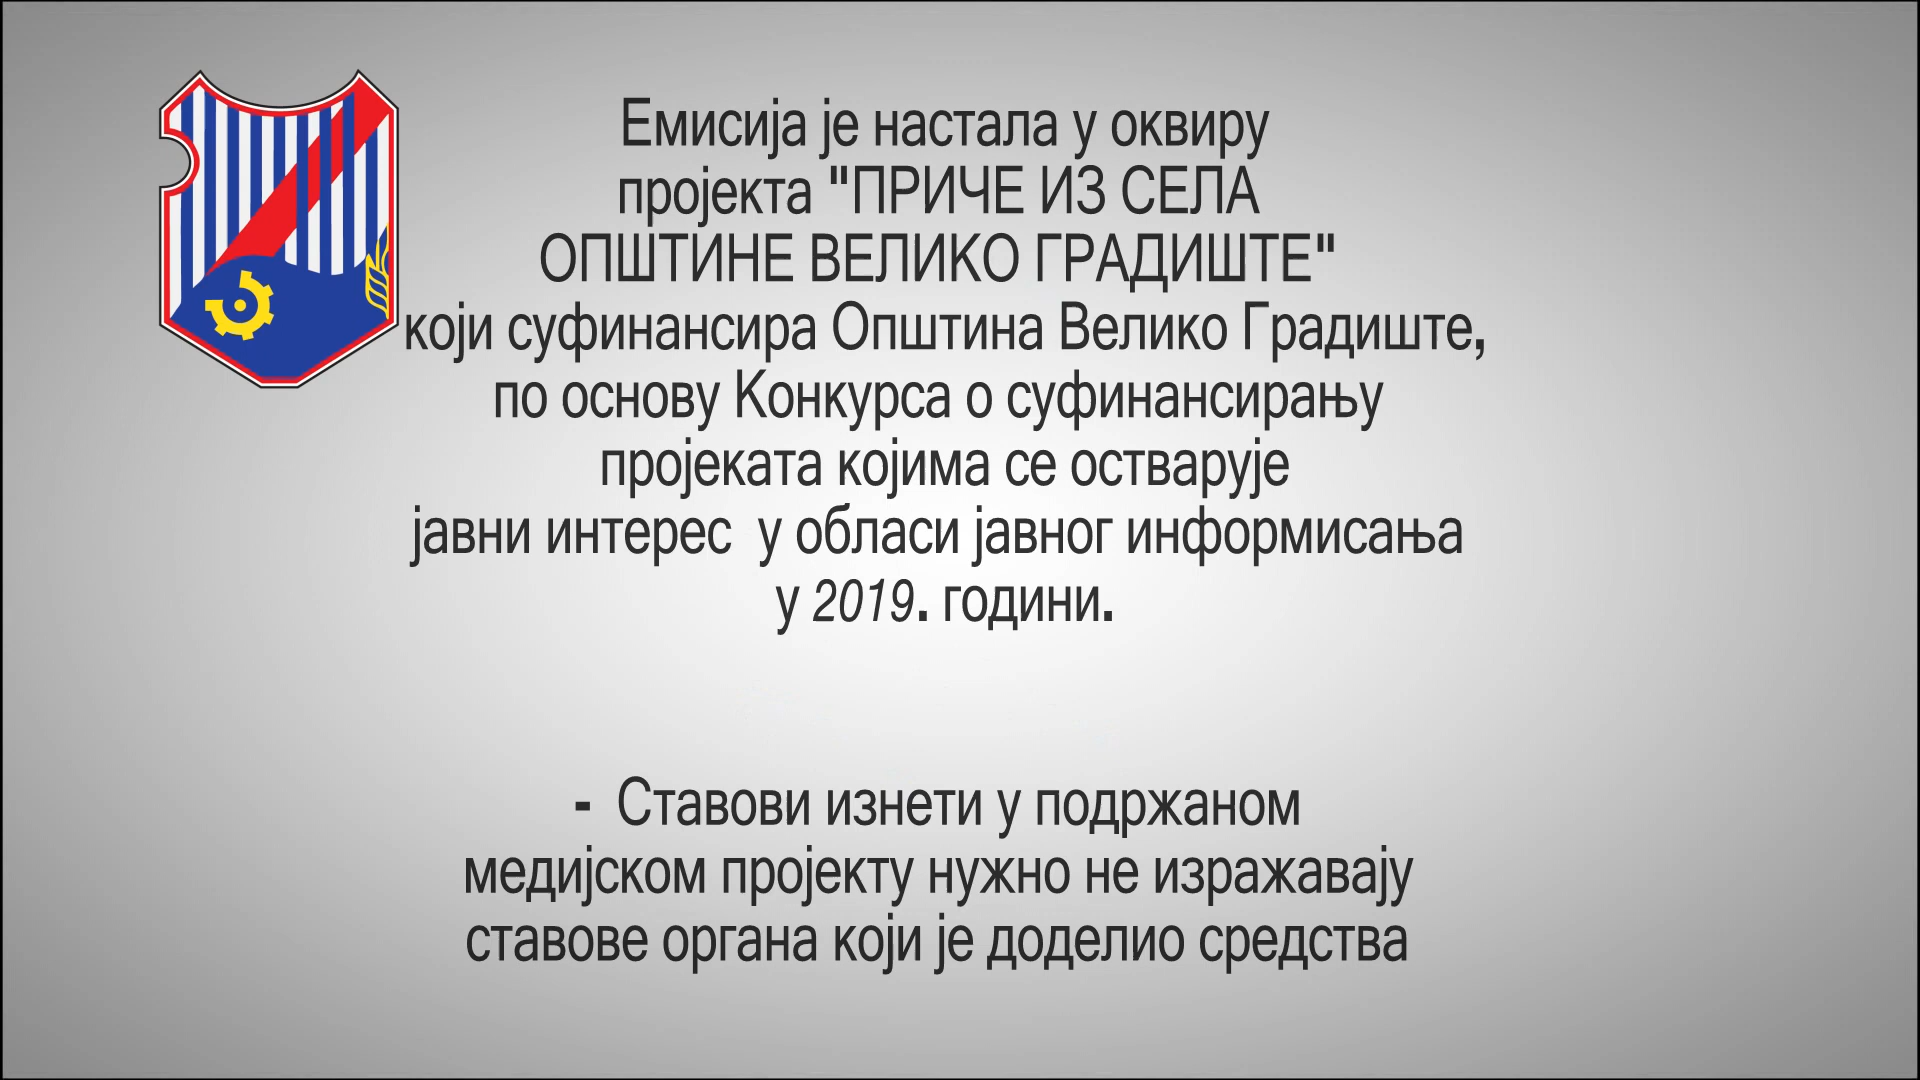 Емисија је настала у оквиру
пројекта "ПРИЧЕ ИЗ СЕЛА
ОПШТИНЕ ВЕЛИКО ГРАДИШТЕ"
који суфинансира Општина Велико Градиште,
по основу Конкурса о суфинансирању
пројеката којима се остварује
јавни интерес  у обласи јавног информисања
у 2019. години.
-  Ставови изнети у подржаном
медијском пројекту нужно не изражавају
ставове органа који је доделио средства